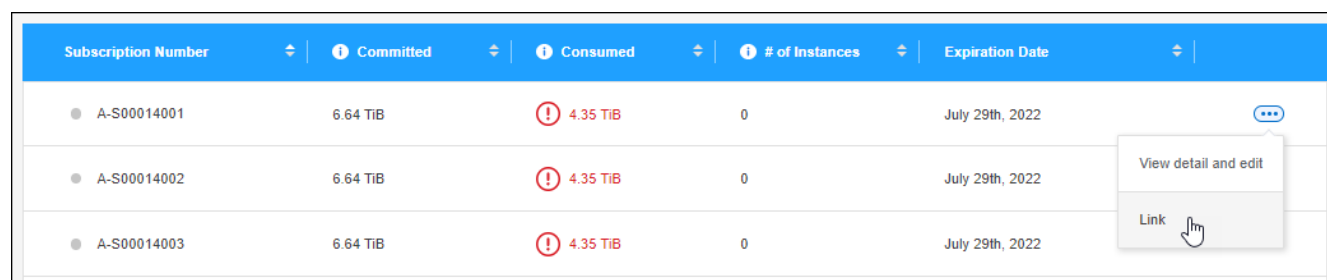 Subscription Number Committed Consumed # of Instances Expiration Date
A-S00014001 6.64 TiB 4.35 TiB 0 July 29th, 2022
View detail and edit
A-S00014002 6.64 TiB 4.35 TiB 0 July 29th, 2022
Link
A-S00014003 6.64 TiB 4.35 TiB 0 July 29th, 2022